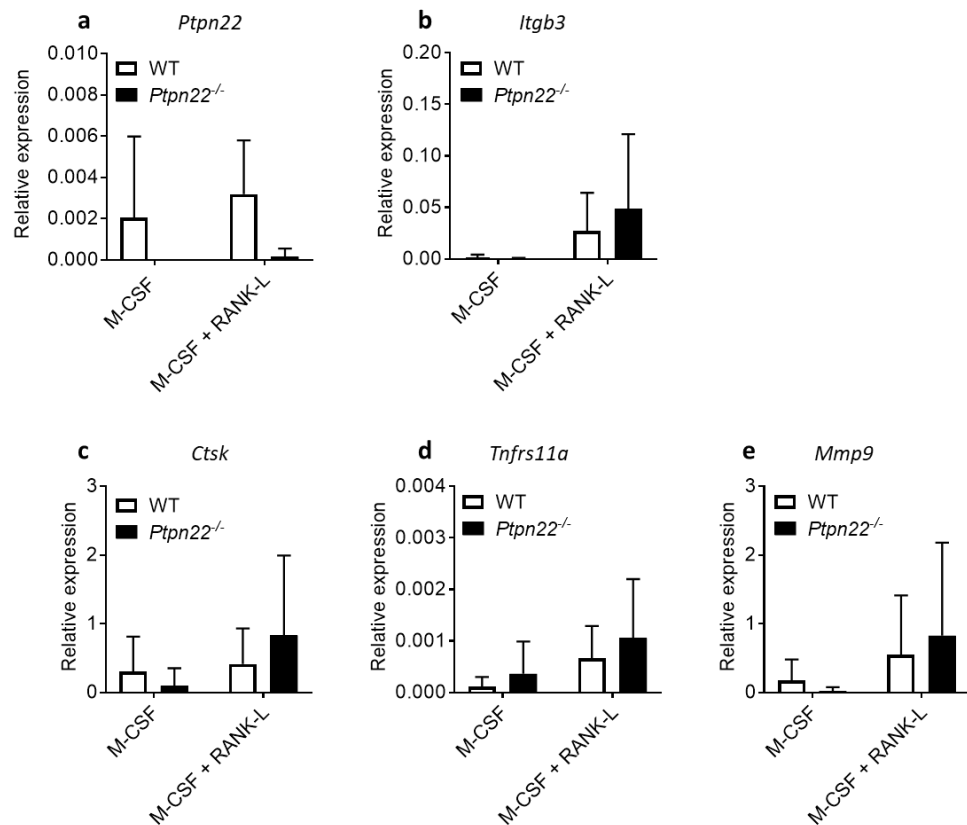 a
Ptpn22
Relative expression
0.010
0.008
0.006
0.004
0.002
0.000
WT
Ptpn22-/-
M-CSF
M-CSF + RANK-L
b
Itgb3
Relative expression
0.20
0.15
0.10
0.05
0.00
WT
Ptpn22-/-
M-CSF
M-CSF + RANK-L
c
Ctsk
Relative expression
3
2
1
0
WT
Ptpn22-/-
M-CSF
M-CSF + RANK-L
d
Tnfrs11a
Relative expression
0.004
0.003
0.002
0.001
0.000
WT
Ptpn22-/-
M-CSF
M-CSF + RANK-L
e
Mmp9
Relative expression
3
2
1
0
WT
Ptpn22-/-
M-CSF
M-CSF + RANK-L